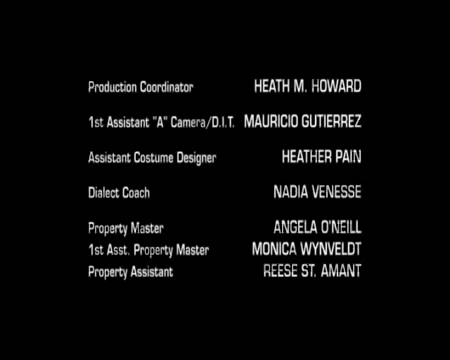 Production Coordinator HEATH M. HOWARD
1st Assistant "A" Camera/D.I.T. MAURICIO GUTIERREZ
Assistant Costume Designer HEATHER PAIN
Dialect Coach NADIA VENESSE
Property Master ANGELA O'NEILL
1st Asst. Property Master MONICA WYNVELDT
Property Assistant REESE ST. AMANT